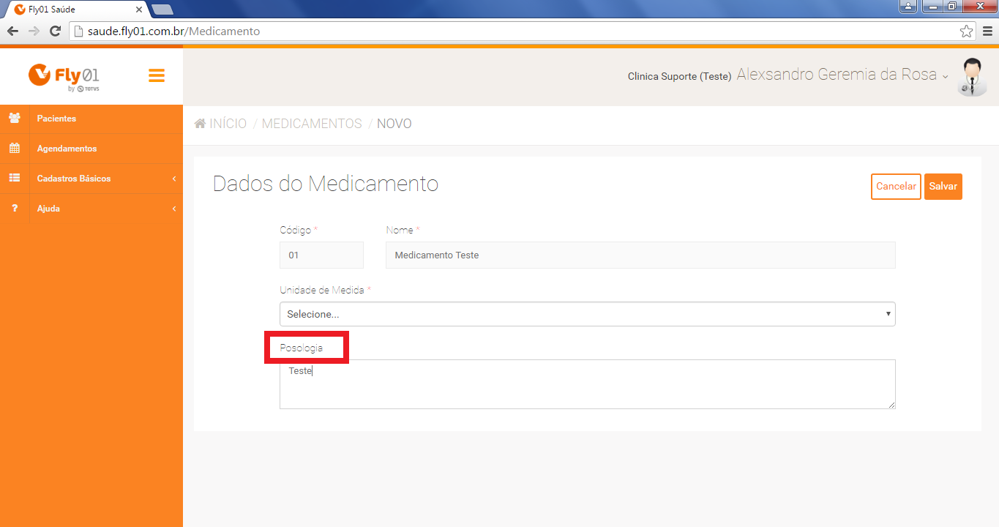 Fly01 Saúde
saude.fly01.com.br/Medicamento
Fly01
by TOTVS
Clinica Suporte (Teste) Alexsandro Geremia da Rosa
Pacientes
Agendamentos
Cadastros Básicos
Ajuda
INÍCIO / MEDICAMENTOS / NOVO
Dados do Medicamento
Cancelar Salvar
Código * Nome *
01 Medicamento Teste
Unidade de Medida *
Selecione...
Posologia
Teste